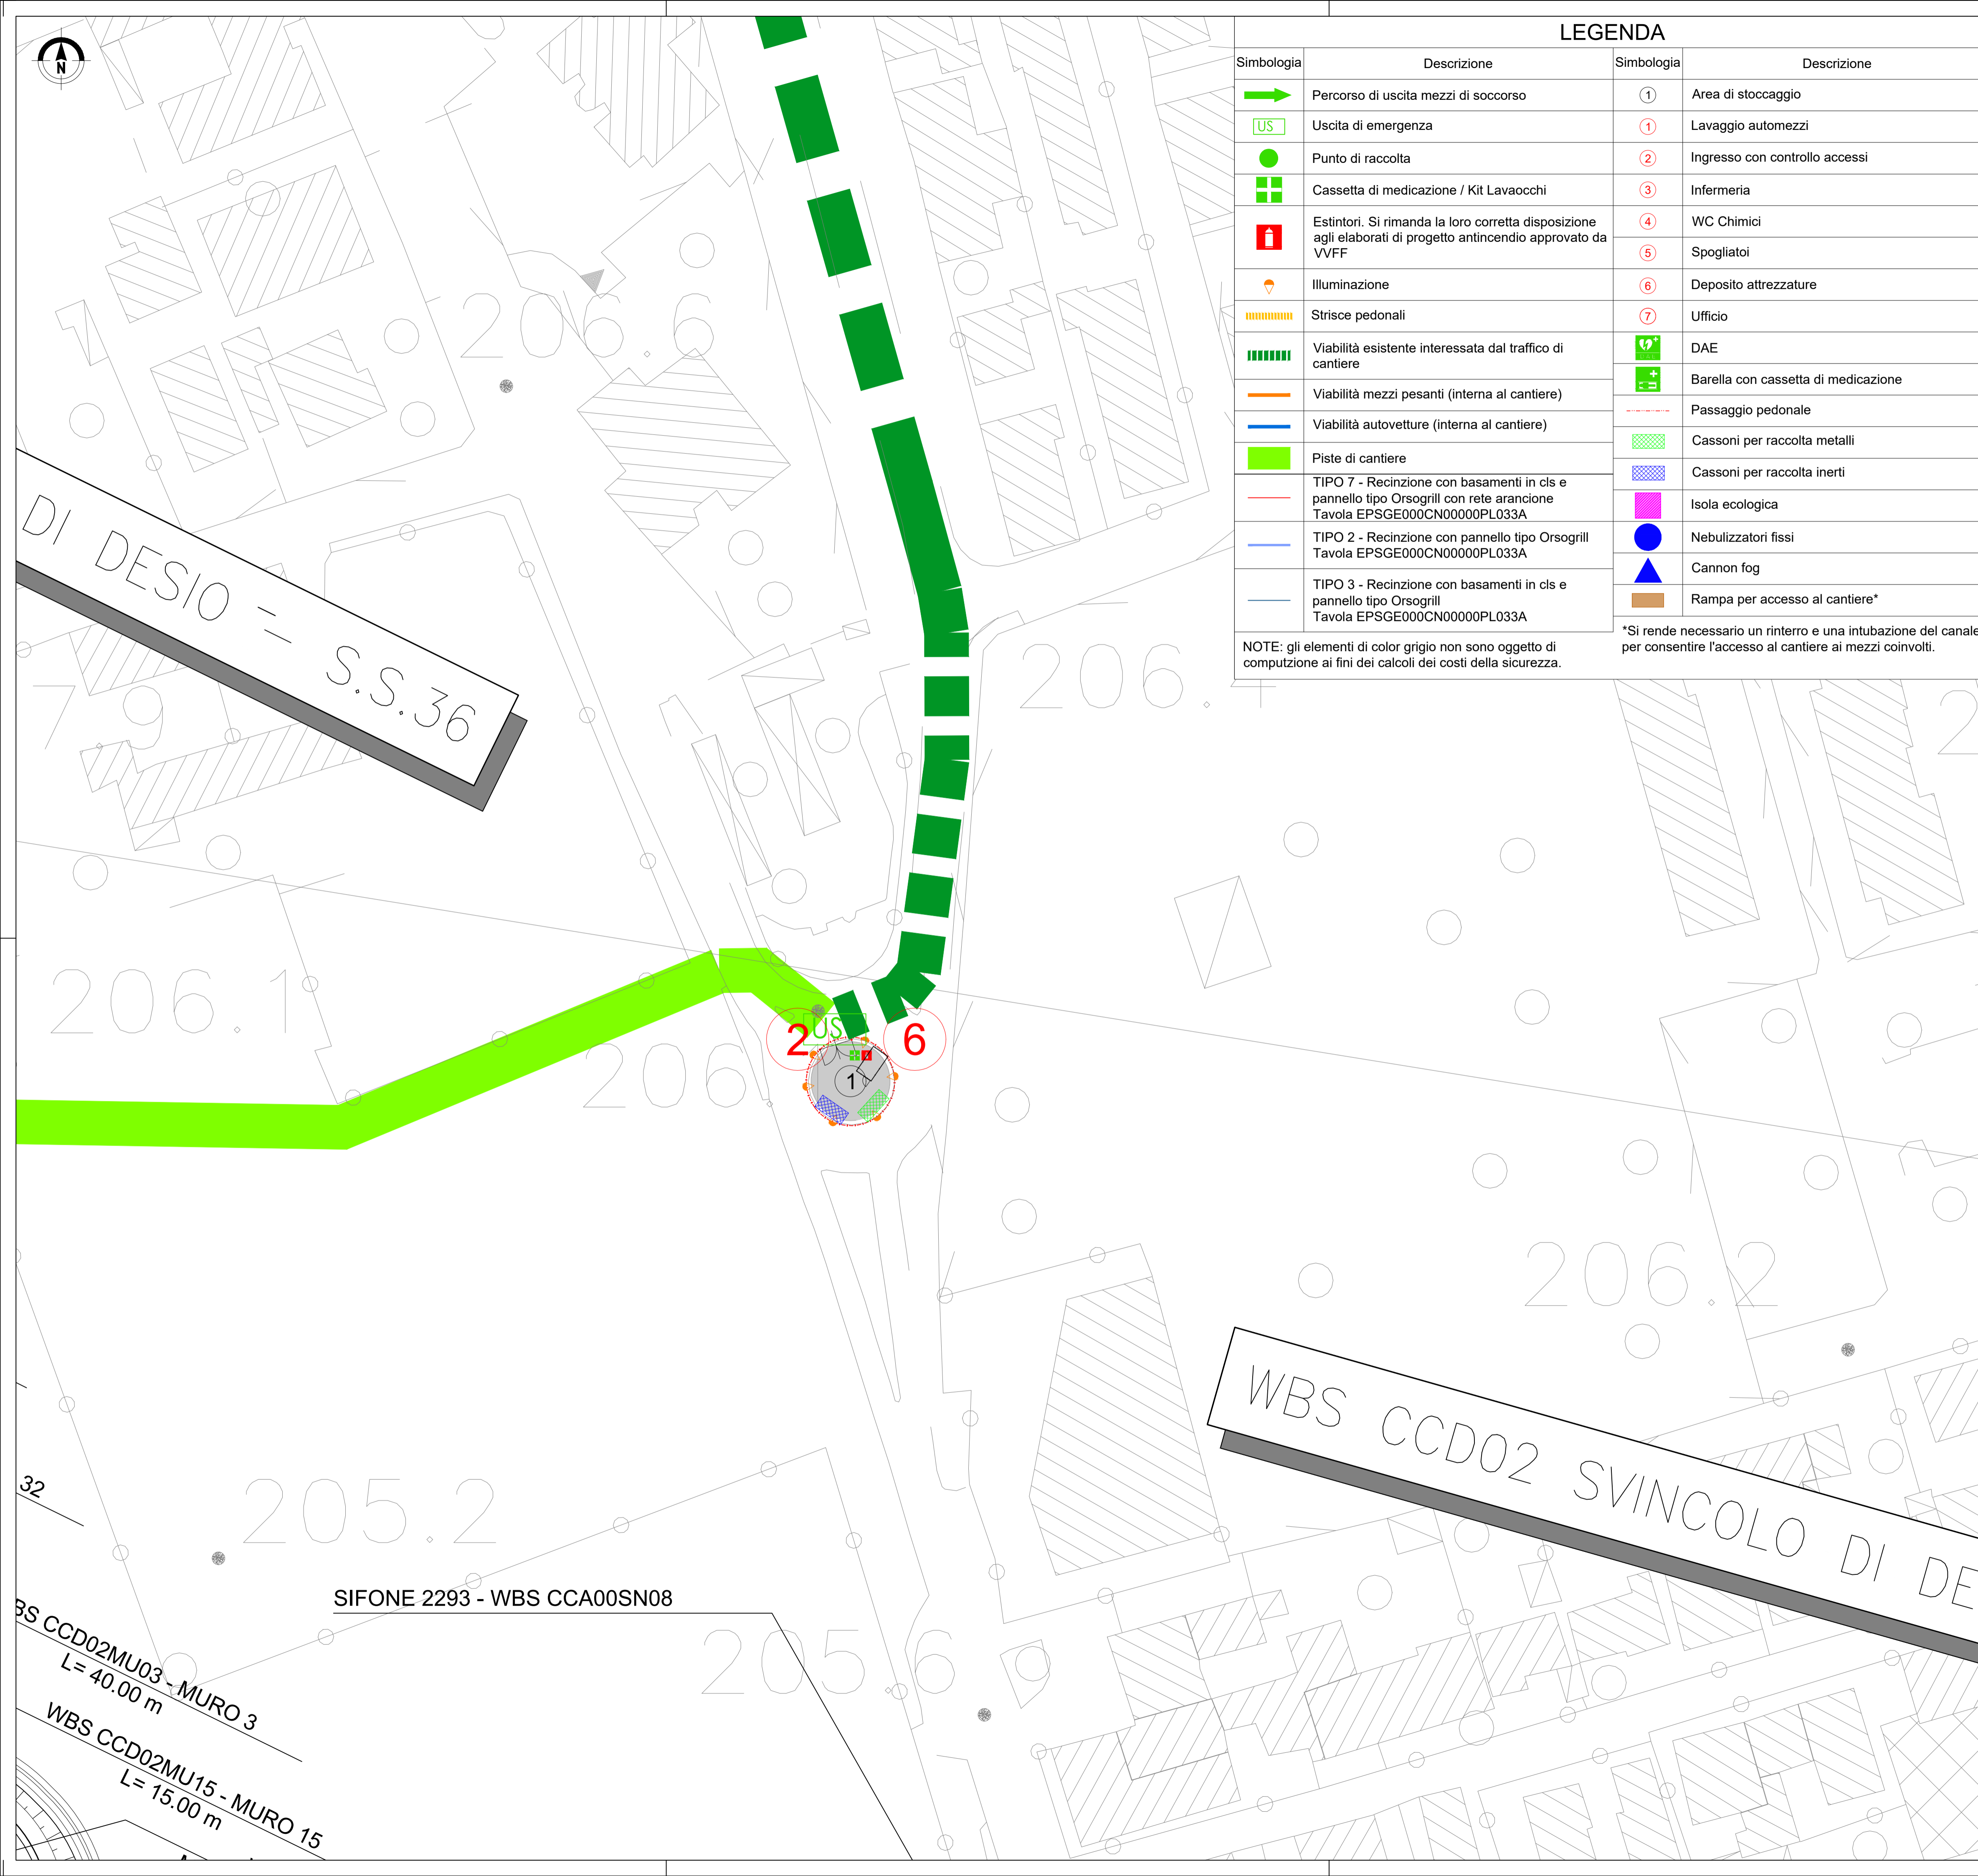 LEGENDA
Simbologia
Descrizione
Simbologia
Descrizione
Percorso di uscita mezzi di soccorso
US
Uscita di emergenza
Punto di raccolta
Cassetta di medicazione / Kit Lavaocchi
Estintori. Si rimanda la loro corretta disposizione
agli elaborati di progetto antincendio approvato da
VVFF
Illuminazione
Strisce pedonali
Viabilità esistente interessata dal traffico di
cantiere
Viabilità mezzi pesanti (interna al cantiere)
Viabilità autovetture (interna al cantiere)
Piste di cantiere
TIPO 7 - Recinzione con basamenti in cls e
pannello tipo Orsogrill con rete arancione
Tavola EPSGE000CN00000PL033A
TIPO 2 - Recinzione con pannello tipo Orsogrill
Tavola EPSGE000CN00000PL033A
TIPO 3 - Recinzione con basamenti in cls e
pannello tipo Orsogrill
Tavola EPSGE000CN00000PL033A
NOTE: gli elementi di color grigio non sono oggetto di
computzione ai fini dei calcoli dei costi della sicurezza.
1
Area di stoccaggio
1
Lavaggio automezzi
2
Ingresso con controllo accessi
3
Infermeria
4
WC Chimici
5
Spogliatoi
6
Deposito attrezzature
7
Ufficio
DAE
Barella con cassetta di medicazione
Passaggio pedonale
Cassoni per raccolta metalli
Cassoni per raccolta inerti
Isola ecologica
Nebulizzatori fissi
Cannon fog
Rampa per accesso al cantiere*
*Si rende necessario un rinterro e una intubazione del canale
per consentire l'accesso al cantiere ai mezzi coinvolti.
N
206.6
DI DESIO – S.S.36
206.4
7.9
2
206.1
206.
2
US
6
1
206.2
WBS CCD02 SVINCOLO DI DE
32
205.2
SIFONE 2293 - WBS CCA00SN08
205.6
BS CCD02MU03 - MURO 3
L= 40.00 m
WBS CCD02MU15 - MURO 15
L= 15.00 m